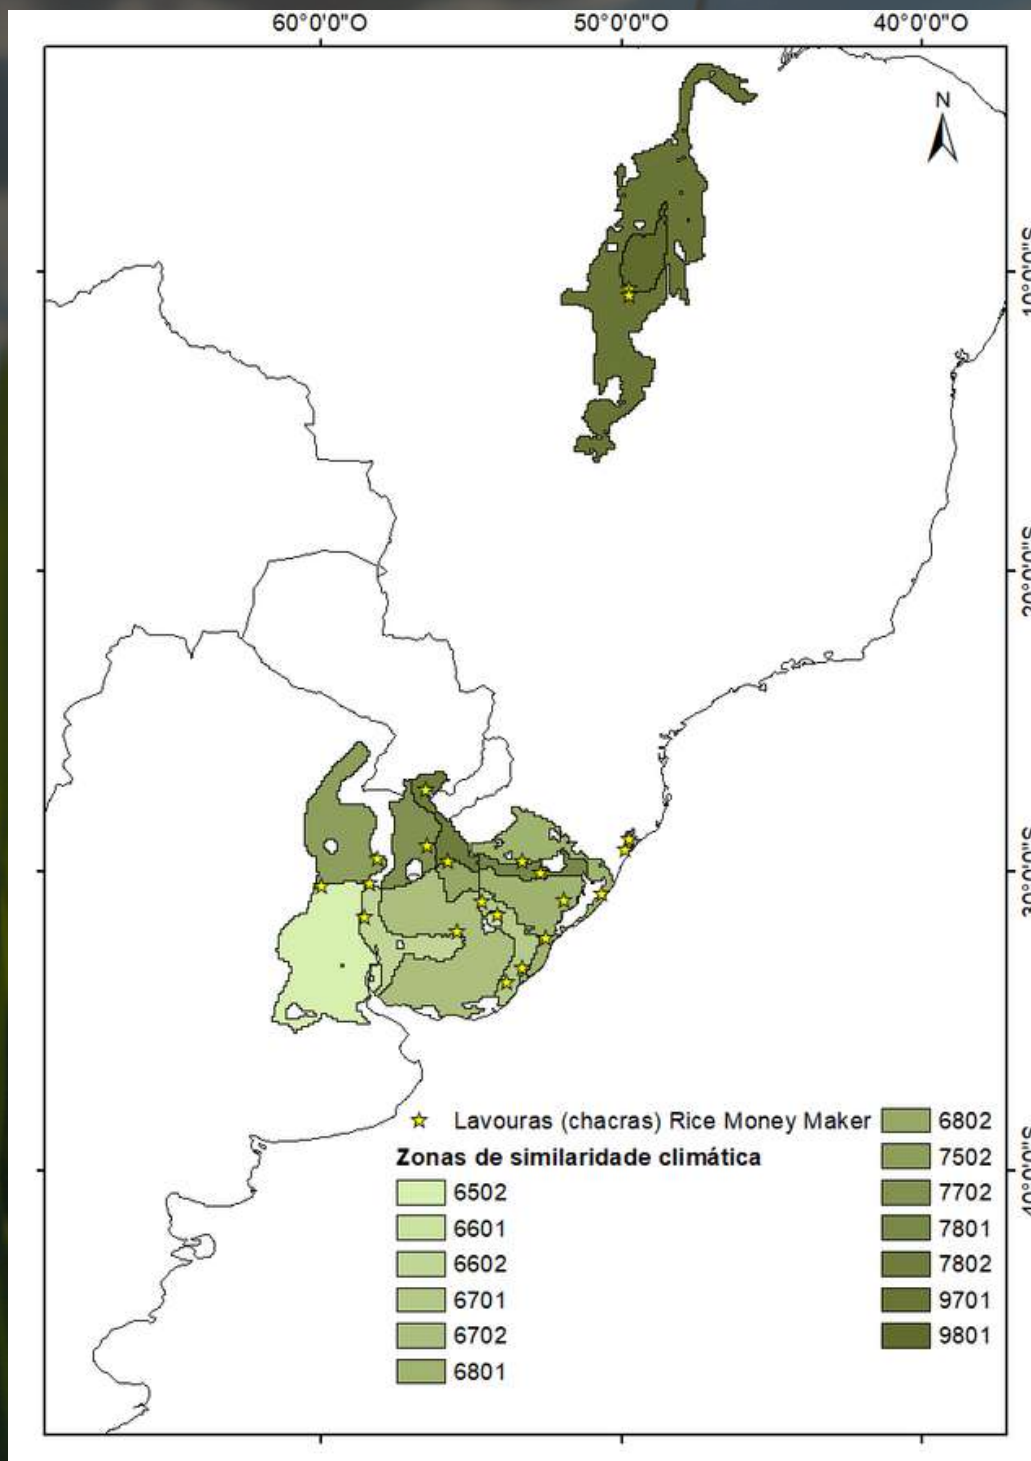 60°0'0"O 50°0'0"O 40°0'0"O
N
10°0'0"S
20°0'0"S
30°0'0"S
40°0'0"S
Lavouras (chacras) Rice Money Maker
Zonas de similaridade climática
6502
6601
6602
6701
6702
6801
6802
7502
7702
7801
7802
9701
9801